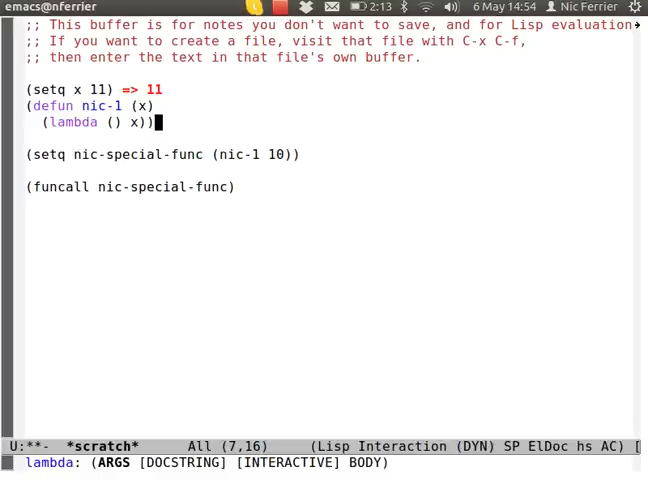 emacs@nferrier 2:13 6 May 14:54 Nic Ferrier
;; This buffer is for notes you don't want to save, and for Lisp evaluation
;; If you want to create a file, visit that file with C-x C-f,
;; then enter the text in that file's own buffer.
(setq x 11) => 11
(defun nic-1 (x)
(lambda () x))
(setq nic-special-func (nic-1 10))
(funcall nic-special-func)
U:**- *scratch* All (7,16) (Lisp Interaction (DYN) SP ElDoc hs AC) [
lambda: (ARGS [DOCSTRING] [INTERACTIVE] BODY)